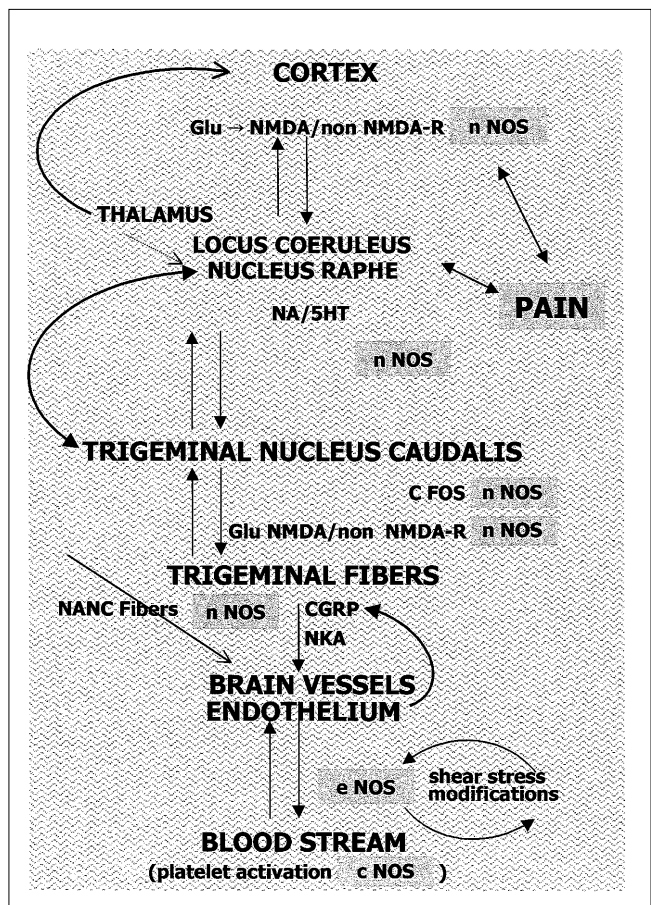 CORTEX
Glu → NMDA/non NMDA-R n NOS
THALAMUS
LOCUS COERULEUS
NUCLEUS RAPHE
PAIN
NA/5HT
n NOS
TRIGEMINAL NUCLEUS CAUDALIS
C FOS n NOS
Glu NMDA/non NMDA-R n NOS
TRIGEMINAL FIBERS
NANC Fibers n NOS CGRP
NKA
BRAIN VESSELS
ENDOTHELIUM
e NOS
shear stress
modifications
BLOOD STREAM
(platelet activation c NOS )